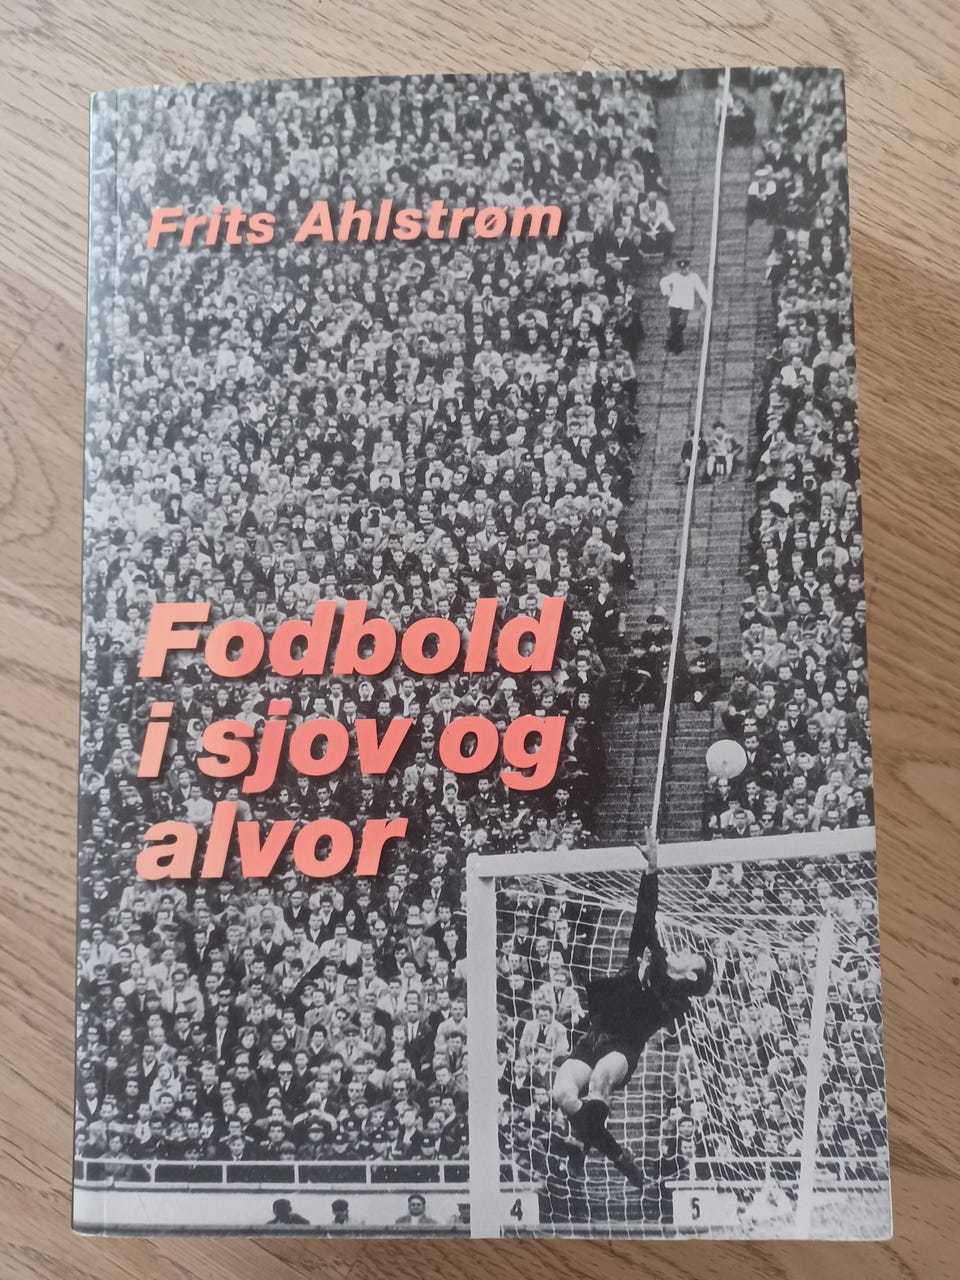 Frits Ahlstrøm
Fodbold
i sjov og
alvor
4
5